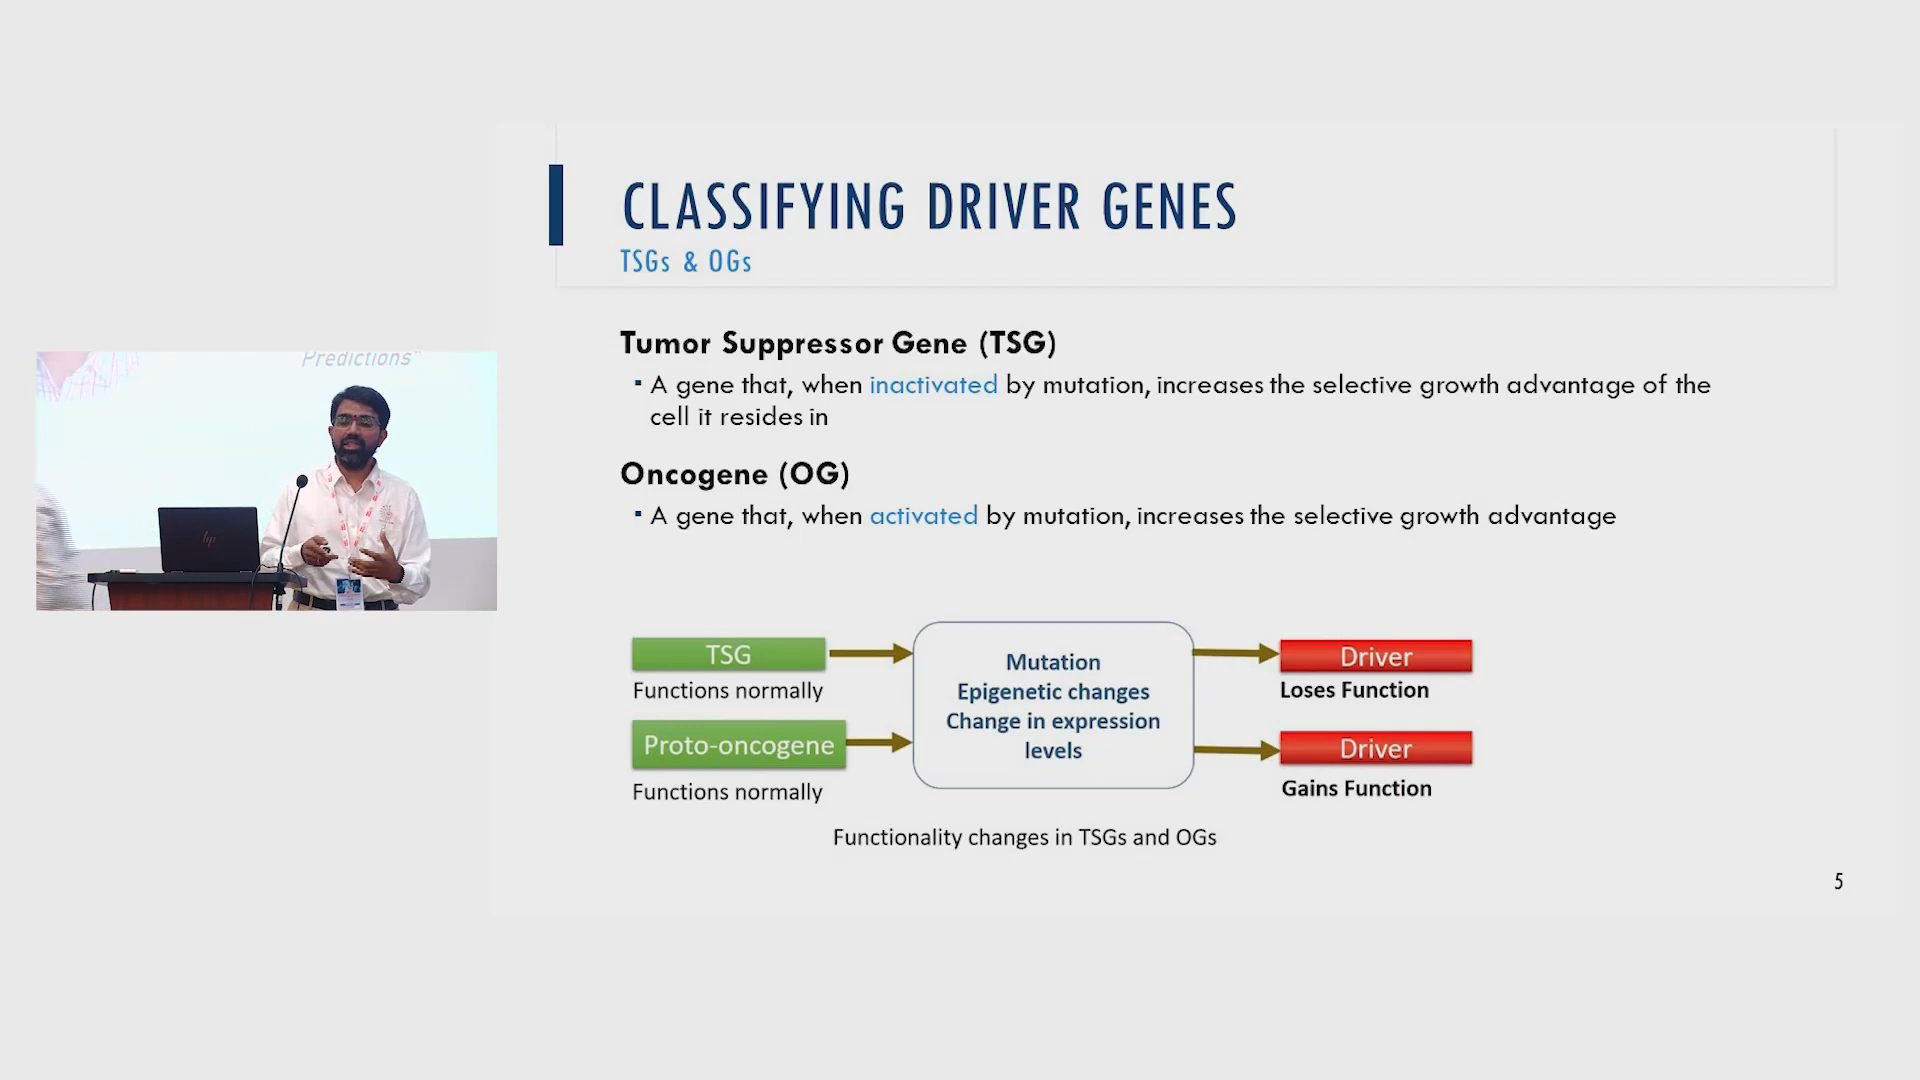 Predictions"
hp
CLASSIFYING DRIVER GENES
TSGs & OGs
Tumor Suppressor Gene (TSG)
▪ A gene that, when inactivated by mutation, increases the selective growth advantage of the
cell it resides in
Oncogene (OG)
▪ A gene that, when activated by mutation, increases the selective growth advantage
TSG
Functions normally
Proto-oncogene
Functions normally
Mutation
Epigenetic changes
Change in expression
levels
Driver
Loses Function
Driver
Gains Function
Functionality changes in TSGs and OGs
5